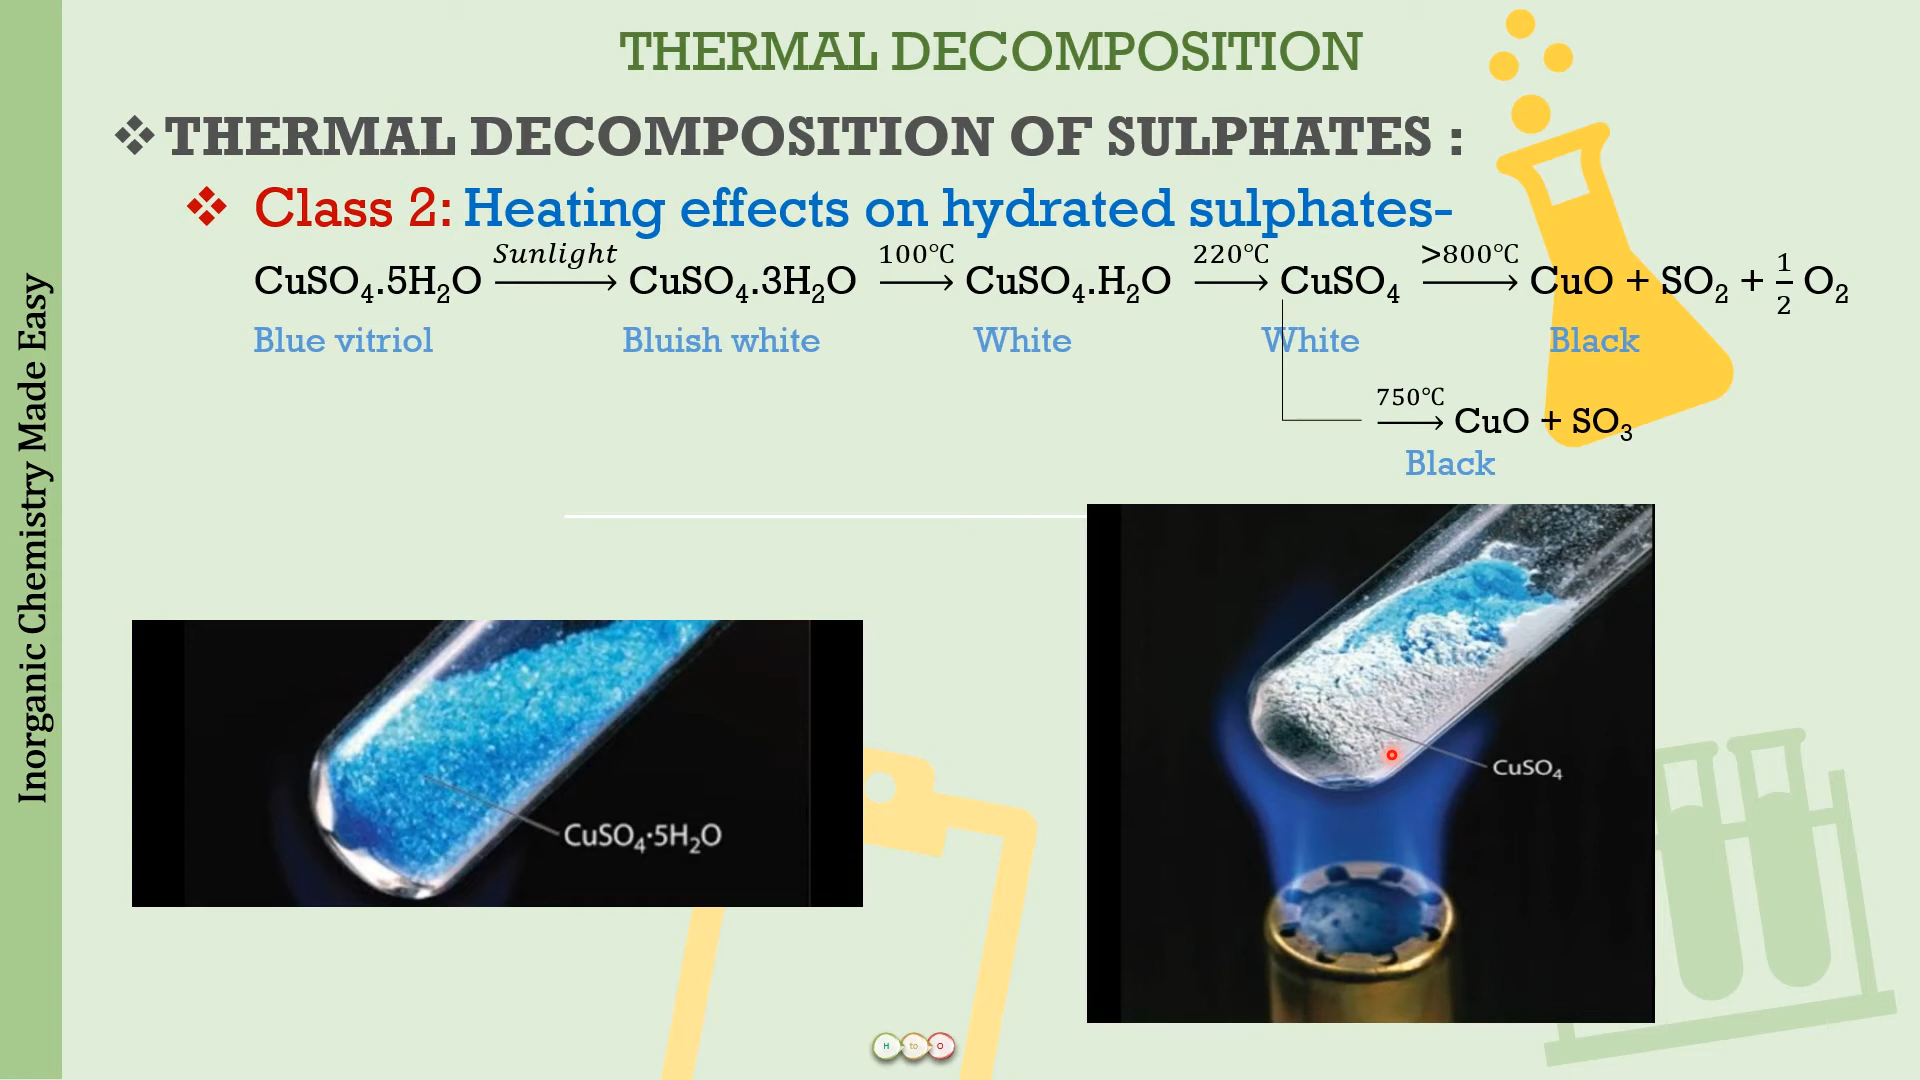 THERMAL DECOMPOSITION
❖ THERMAL DECOMPOSITION OF SULPHATES :
❖ Class 2: Heating effects on hydrated sulphates-
Sunlight 100℃ 220℃ >800℃
CuSO₄.5H₂O ⟶ CuSO₄.3H₂O ⟶ CuSO₄.H₂O ⟶ CuSO₄ ⟶ CuO + SO₂ + 1/2 O₂
Blue vitriol Bluish white White White Black
750℃
⟶ CuO + SO₃
Black
CuSO₄·5H₂O
CuSO₄
Inorganic Chemistry Made Easy
H to O